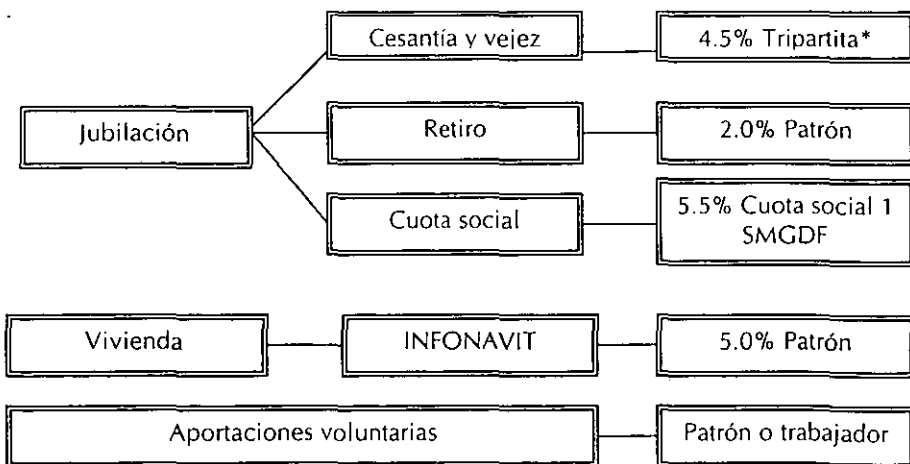 Cesantía y vejez
4.5% Tripartita*
Jubilación
Retiro
2.0% Patrón
Cuota social
5.5% Cuota social 1
SMGDF
Vivienda
INFONAVIT
5.0% Patrón
Aportaciones voluntarias
Patrón o trabajador